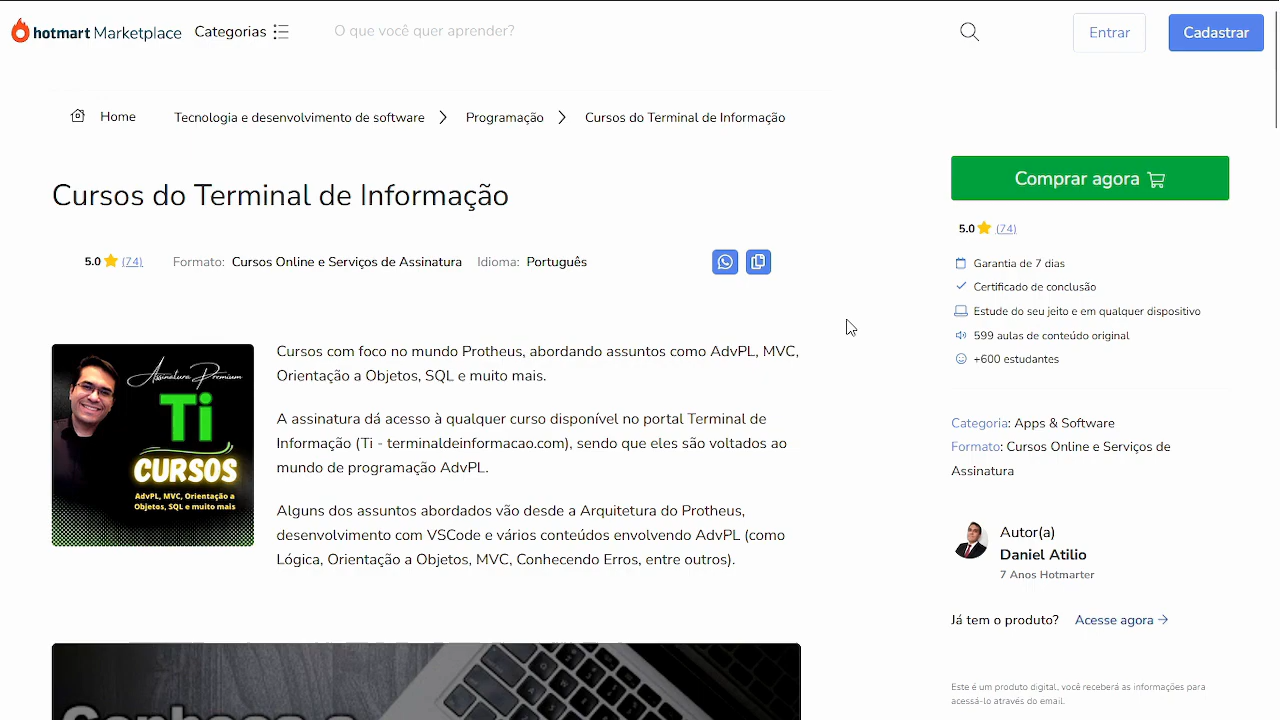 hotmart Marketplace
Categorias
O que você quer aprender?
Entrar
Cadastrar
Home
Tecnologia e desenvolvimento de software
Programação
Cursos do Terminal de Informação
Cursos do Terminal de Informação
5.0 (74) Formato: Cursos Online e Serviços de Assinatura Idioma: Português
Assinatura Premium
Ti
CURSOS
AdvPL, MVC, Orientação a
Objetos, SQL e muito mais
Cursos com foco no mundo Protheus, abordando assuntos como AdvPL, MVC,
Orientação a Objetos, SQL e muito mais.
A assinatura dá acesso à qualquer curso disponível no portal Terminal de
Informação (Ti - terminaldeinformacao.com), sendo que eles são voltados ao
mundo de programação AdvPL.
Alguns dos assuntos abordados vão desde a Arquitetura do Protheus,
desenvolvimento com VSCode e vários conteúdos envolvendo AdvPL (como
Lógica, Orientação a Objetos, MVC, Conhecendo Erros, entre outros).
Conheça a
Comprar agora
5.0 (74)
Garantia de 7 dias
Certificado de conclusão
Estude do seu jeito e em qualquer dispositivo
599 aulas de conteúdo original
+600 estudantes
Categoria: Apps & Software
Formato: Cursos Online e Serviços de
Assinatura
Autor(a)
Daniel Atilio
7 Anos Hotmarter
Já tem o produto? Acesse agora
Este é um produto digital, você receberá as informações para
acessá-lo através do email.